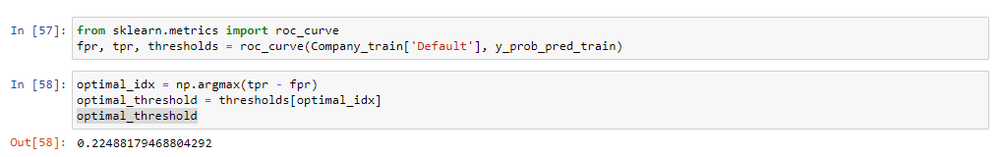 In [57]: from sklearn.metrics import roc_curve
fpr, tpr, thresholds = roc_curve(Company_train['Default'], y_prob_pred_train)
In [58]: optimal_idx = np.argmax(tpr - fpr)
optimal_threshold = thresholds[optimal_idx]
optimal_threshold
Out[58]: 0.22488179468804292